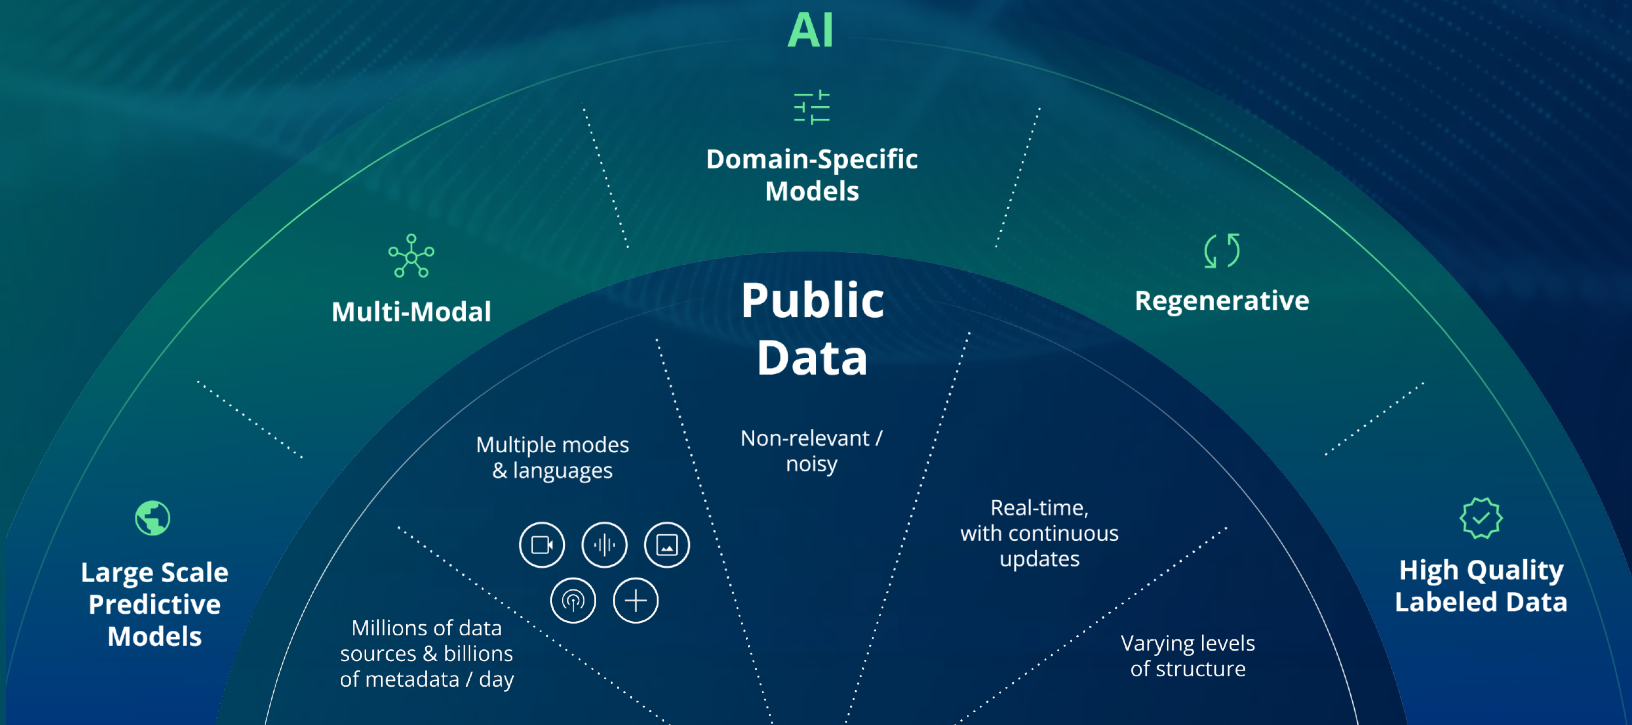 AI
Domain-Specific
Models
Multi-Modal
Regenerative
Large Scale
Predictive
Models
High Quality
Labeled Data
Public
Data
Multiple modes
& languages
Non-relevant /
noisy
Real-time,
with continuous
updates
Millions of data
sources & billions
of metadata / day
Varying levels
of structure